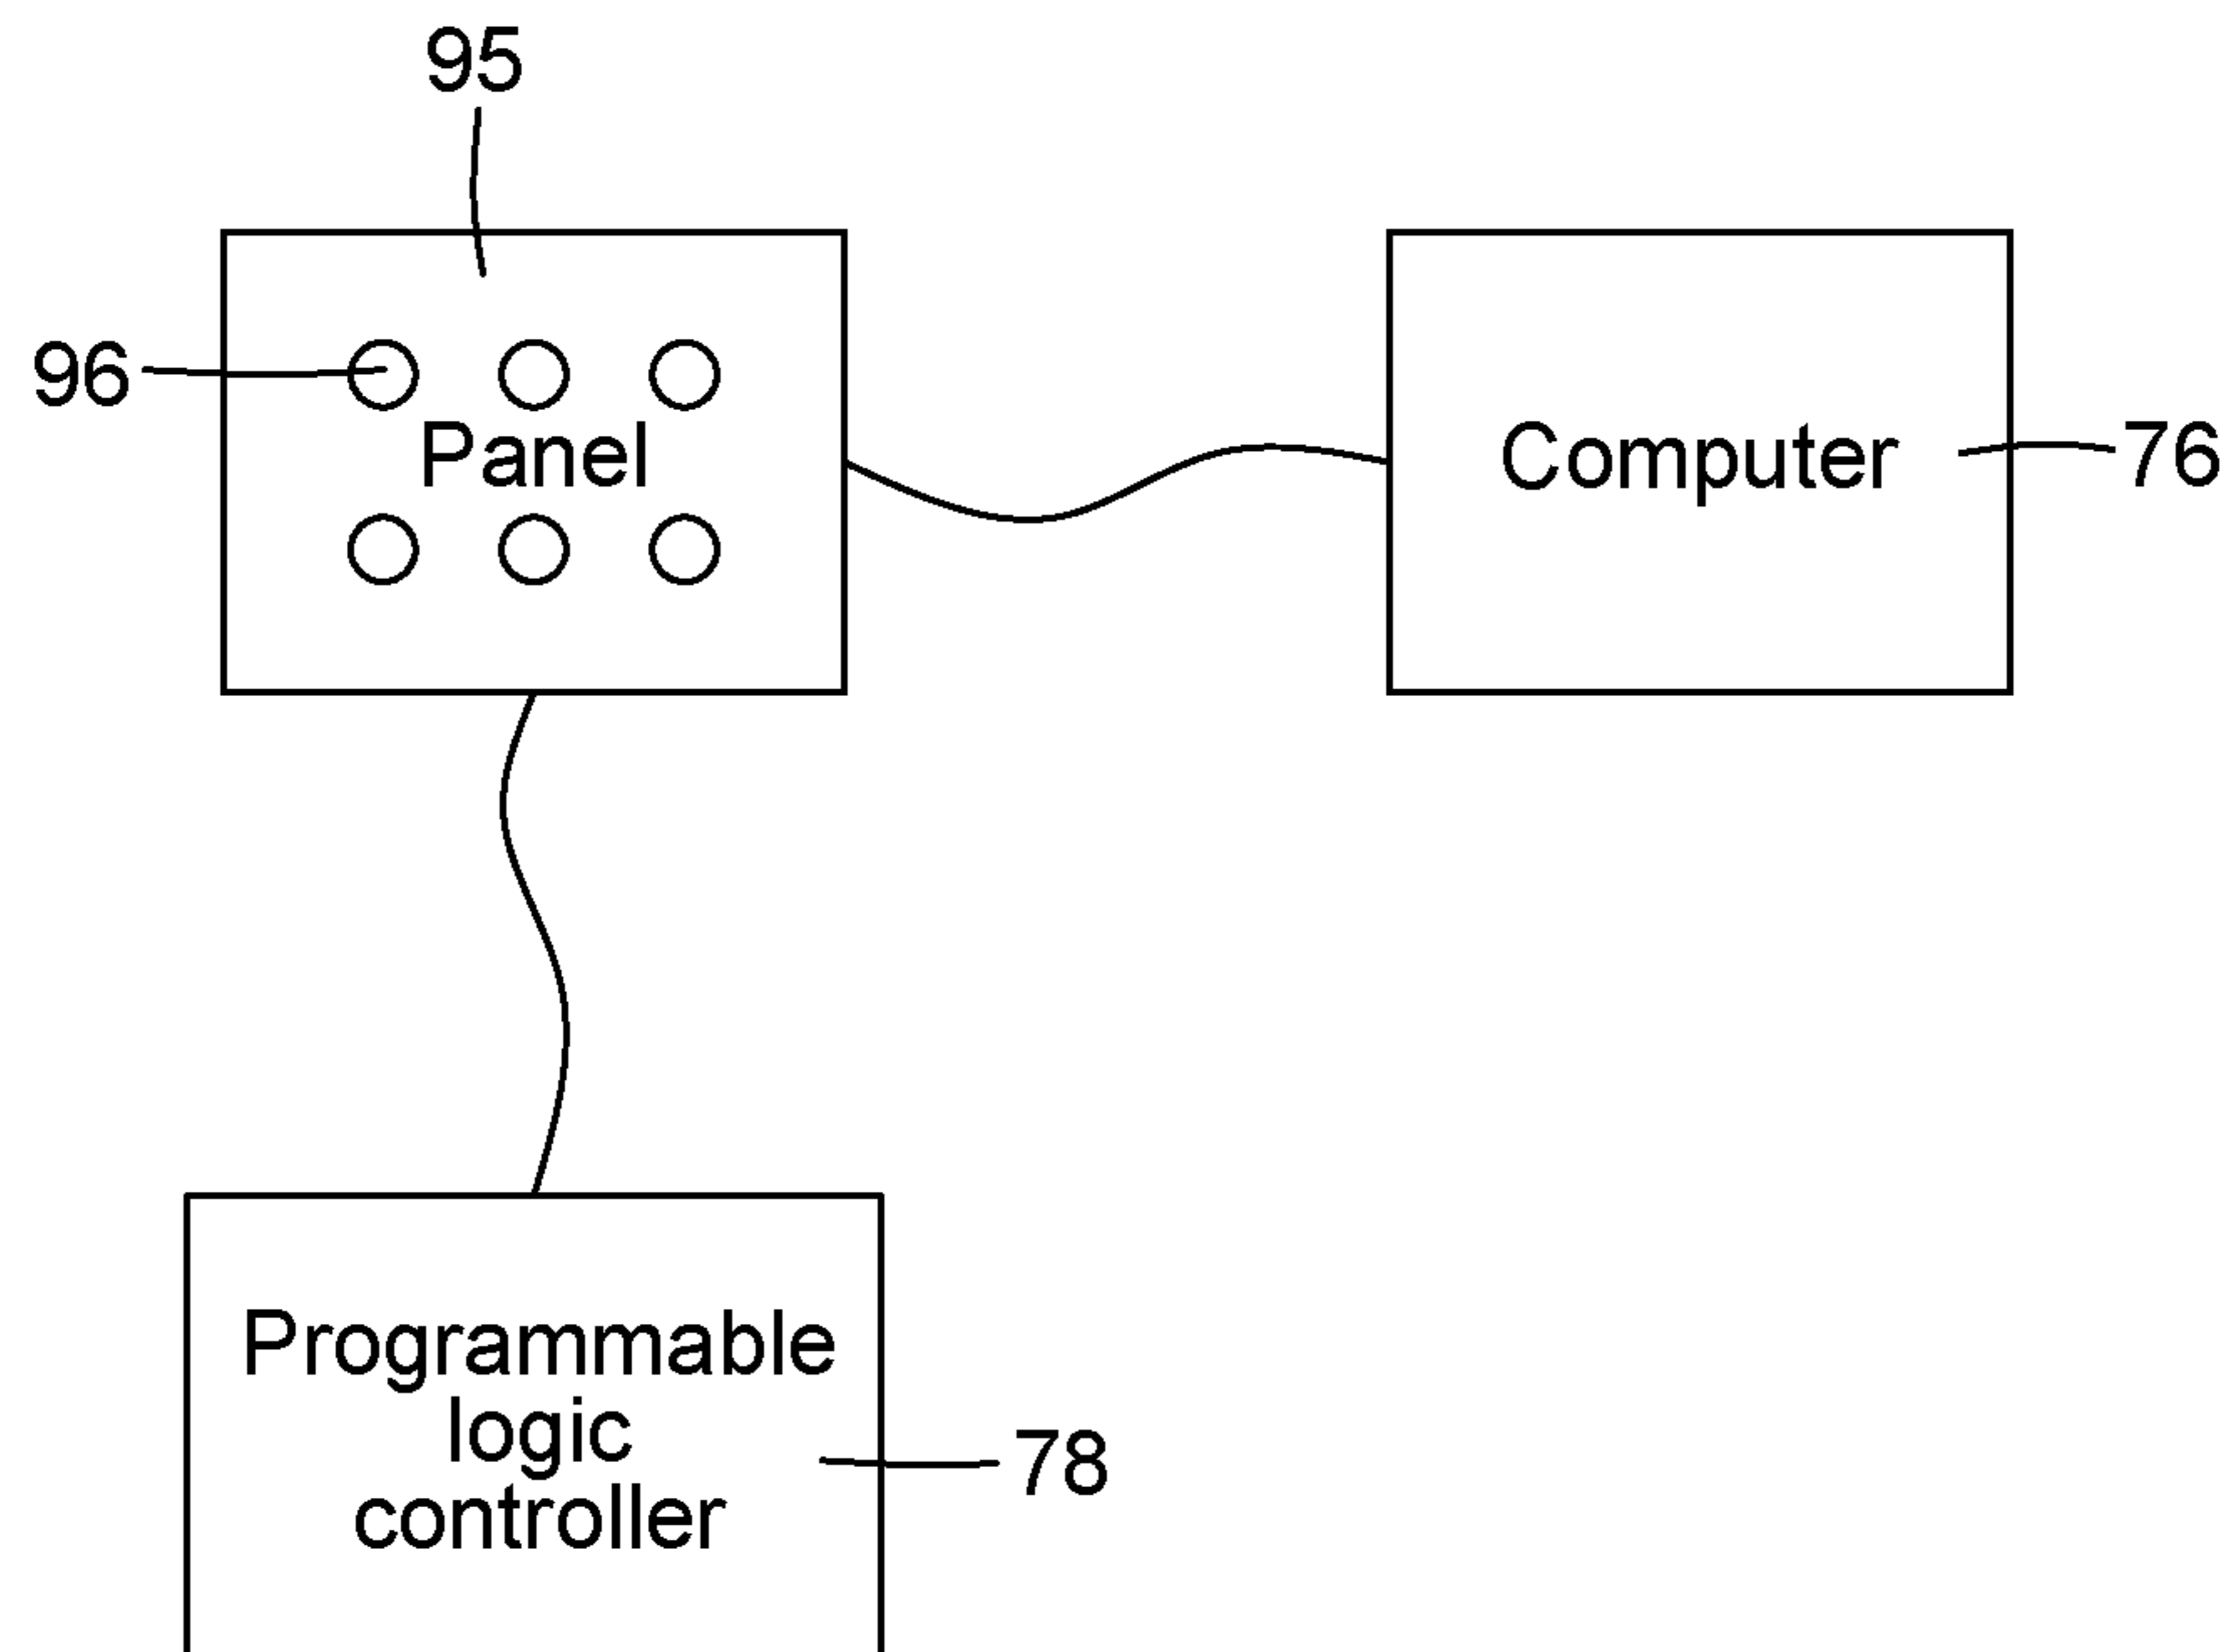 95
96
Panel
Computer
76
Programmable
logic
controller
78